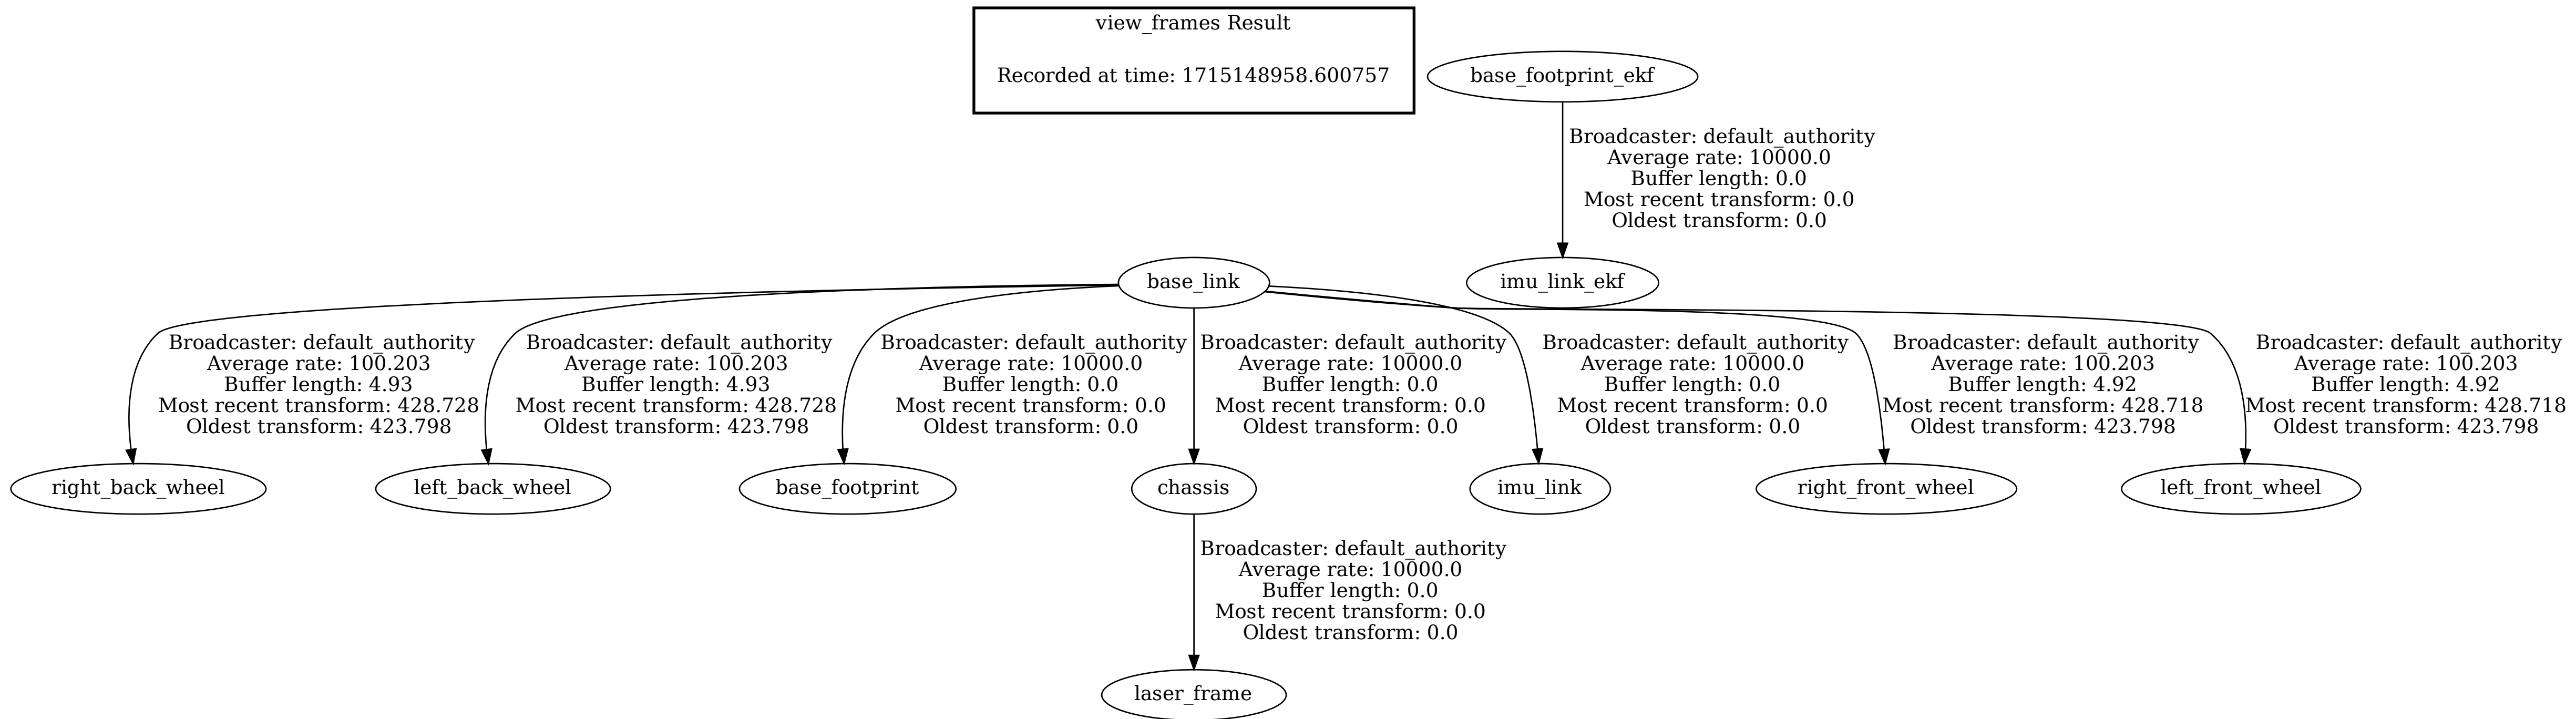 view_frames Result
Recorded at time: 1715148958.600757
base_footprint_ekf
Broadcaster: default_authority
Average rate: 10000.0
Buffer length: 0.0
Most recent transform: 0.0
Oldest transform: 0.0
base_link
imu_link_ekf
Broadcaster: default_authority
Average rate: 100.203
Buffer length: 4.93
Most recent transform: 428.728
Oldest transform: 423.798
Broadcaster: default_authority
Average rate: 100.203
Buffer length: 4.93
Most recent transform: 428.728
Oldest transform: 423.798
Broadcaster: default_authority
Average rate: 10000.0
Buffer length: 0.0
Most recent transform: 0.0
Oldest transform: 0.0
Broadcaster: default_authority
Average rate: 10000.0
Buffer length: 0.0
Most recent transform: 0.0
Oldest transform: 0.0
Broadcaster: default_authority
Average rate: 10000.0
Buffer length: 0.0
Most recent transform: 0.0
Oldest transform: 0.0
Broadcaster: default_authority
Average rate: 100.203
Buffer length: 4.92
Most recent transform: 428.718
Oldest transform: 423.798
Broadcaster: default_authority
Average rate: 100.203
Buffer length: 4.92
Most recent transform: 428.718
Oldest transform: 423.798
right_back_wheel
left_back_wheel
base_footprint
chassis
imu_link
right_front_wheel
left_front_wheel
Broadcaster: default_authority
Average rate: 10000.0
Buffer length: 0.0
Most recent transform: 0.0
Oldest transform: 0.0
laser_frame